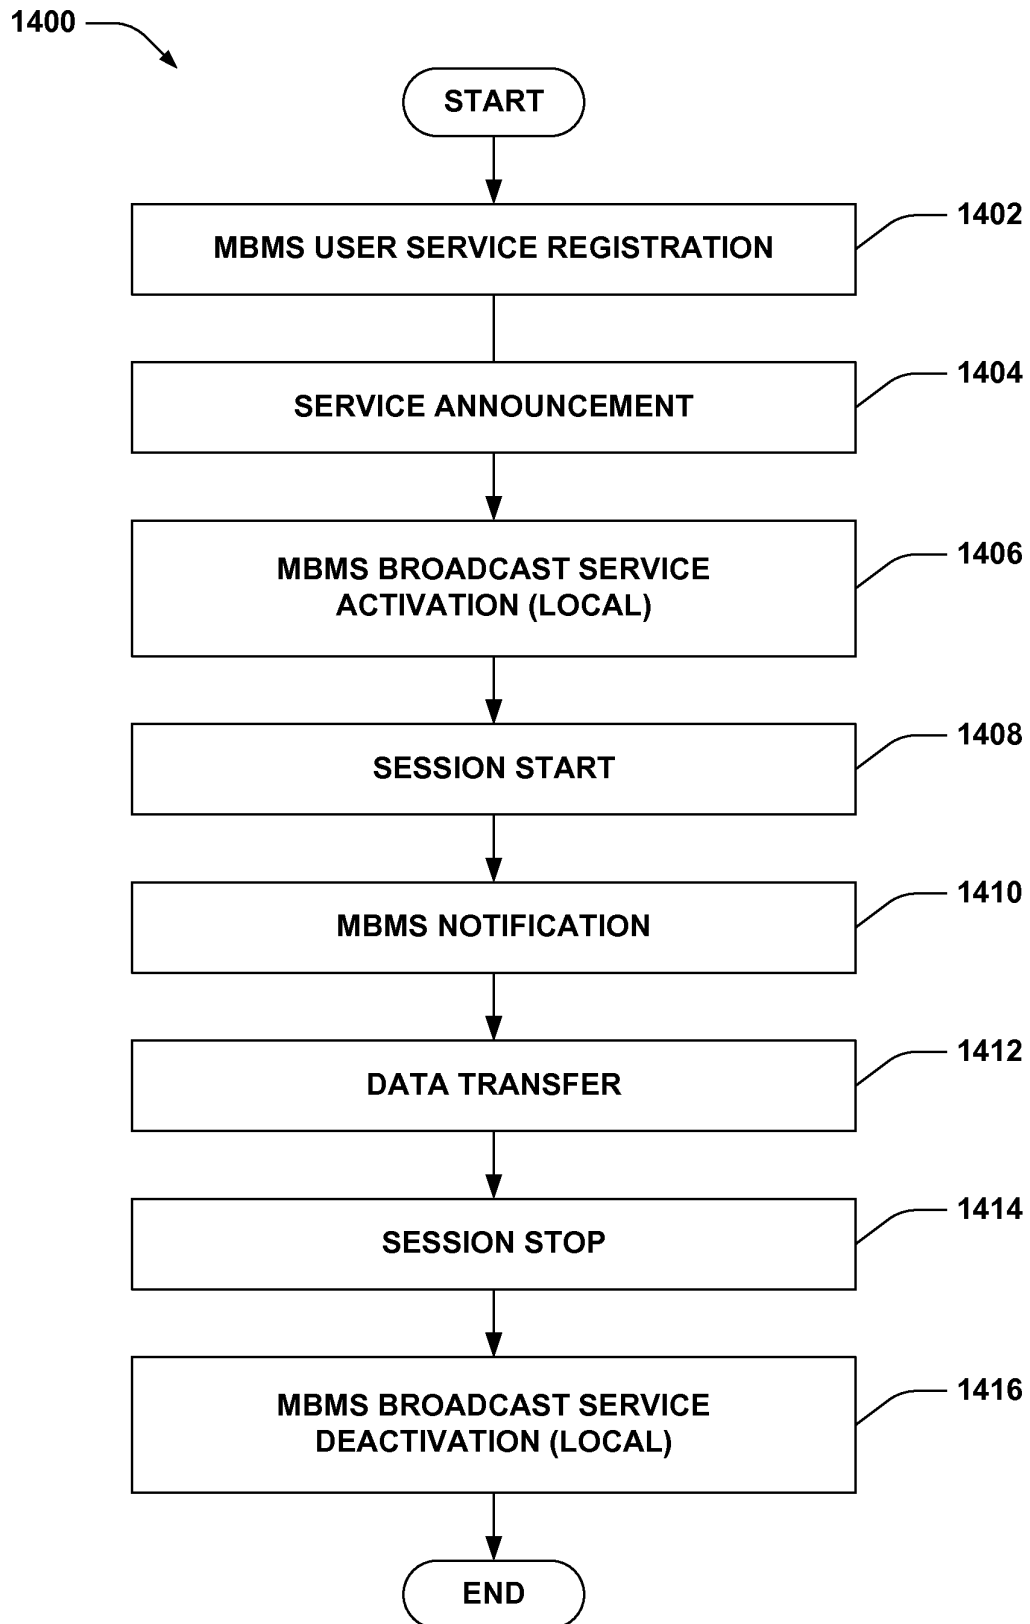 1400
START
1402
MBMS USER SERVICE REGISTRATION
1404
SERVICE ANNOUNCEMENT
1406
MBMS BROADCAST SERVICE
ACTIVATION (LOCAL)
1408
SESSION START
1410
MBMS NOTIFICATION
1412
DATA TRANSFER
1414
SESSION STOP
1416
MBMS BROADCAST SERVICE
DEACTIVATION (LOCAL)
END